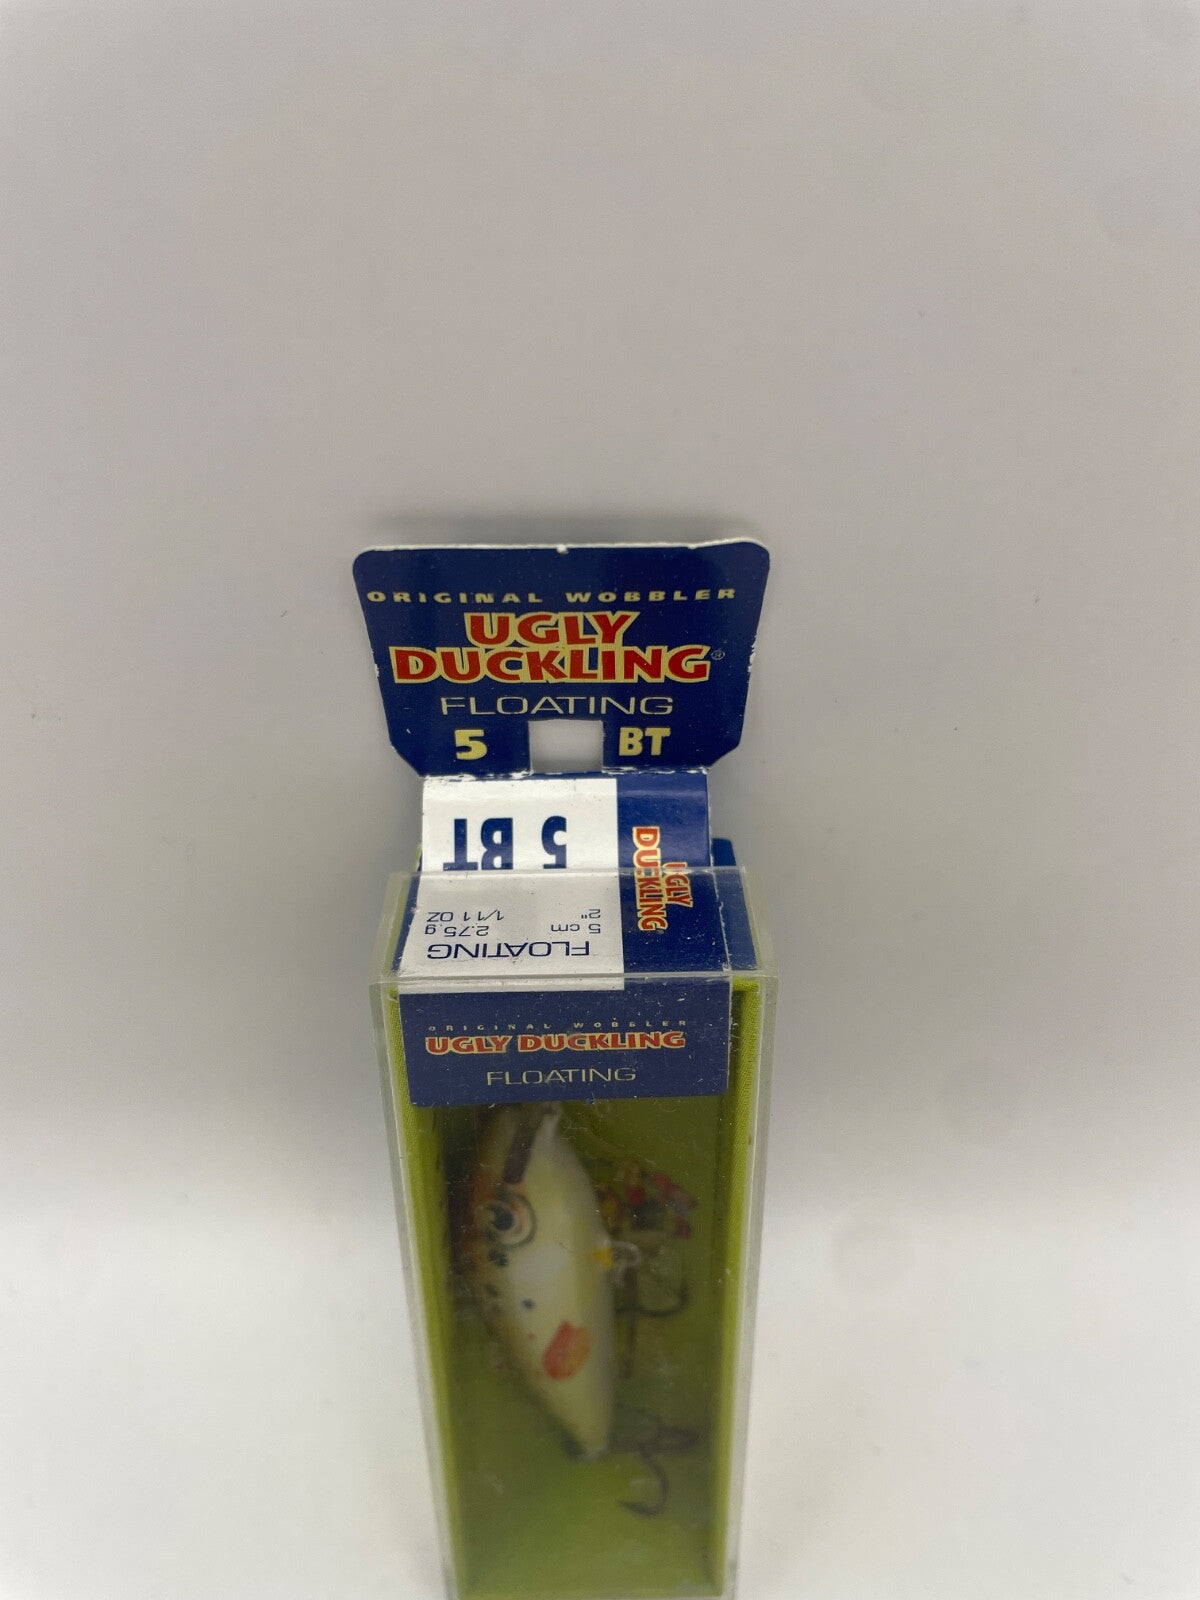 ORIGINAL WOBBLER
UGLY
DUCKLING®
FLOATING
5 BT
5 BT
UGLY
DUCKLING
FLOATING
5 cm 2.75 g
2" 1/11 OZ
ORIGINAL WOBBLER
UGLY DUCKLING
FLOATING